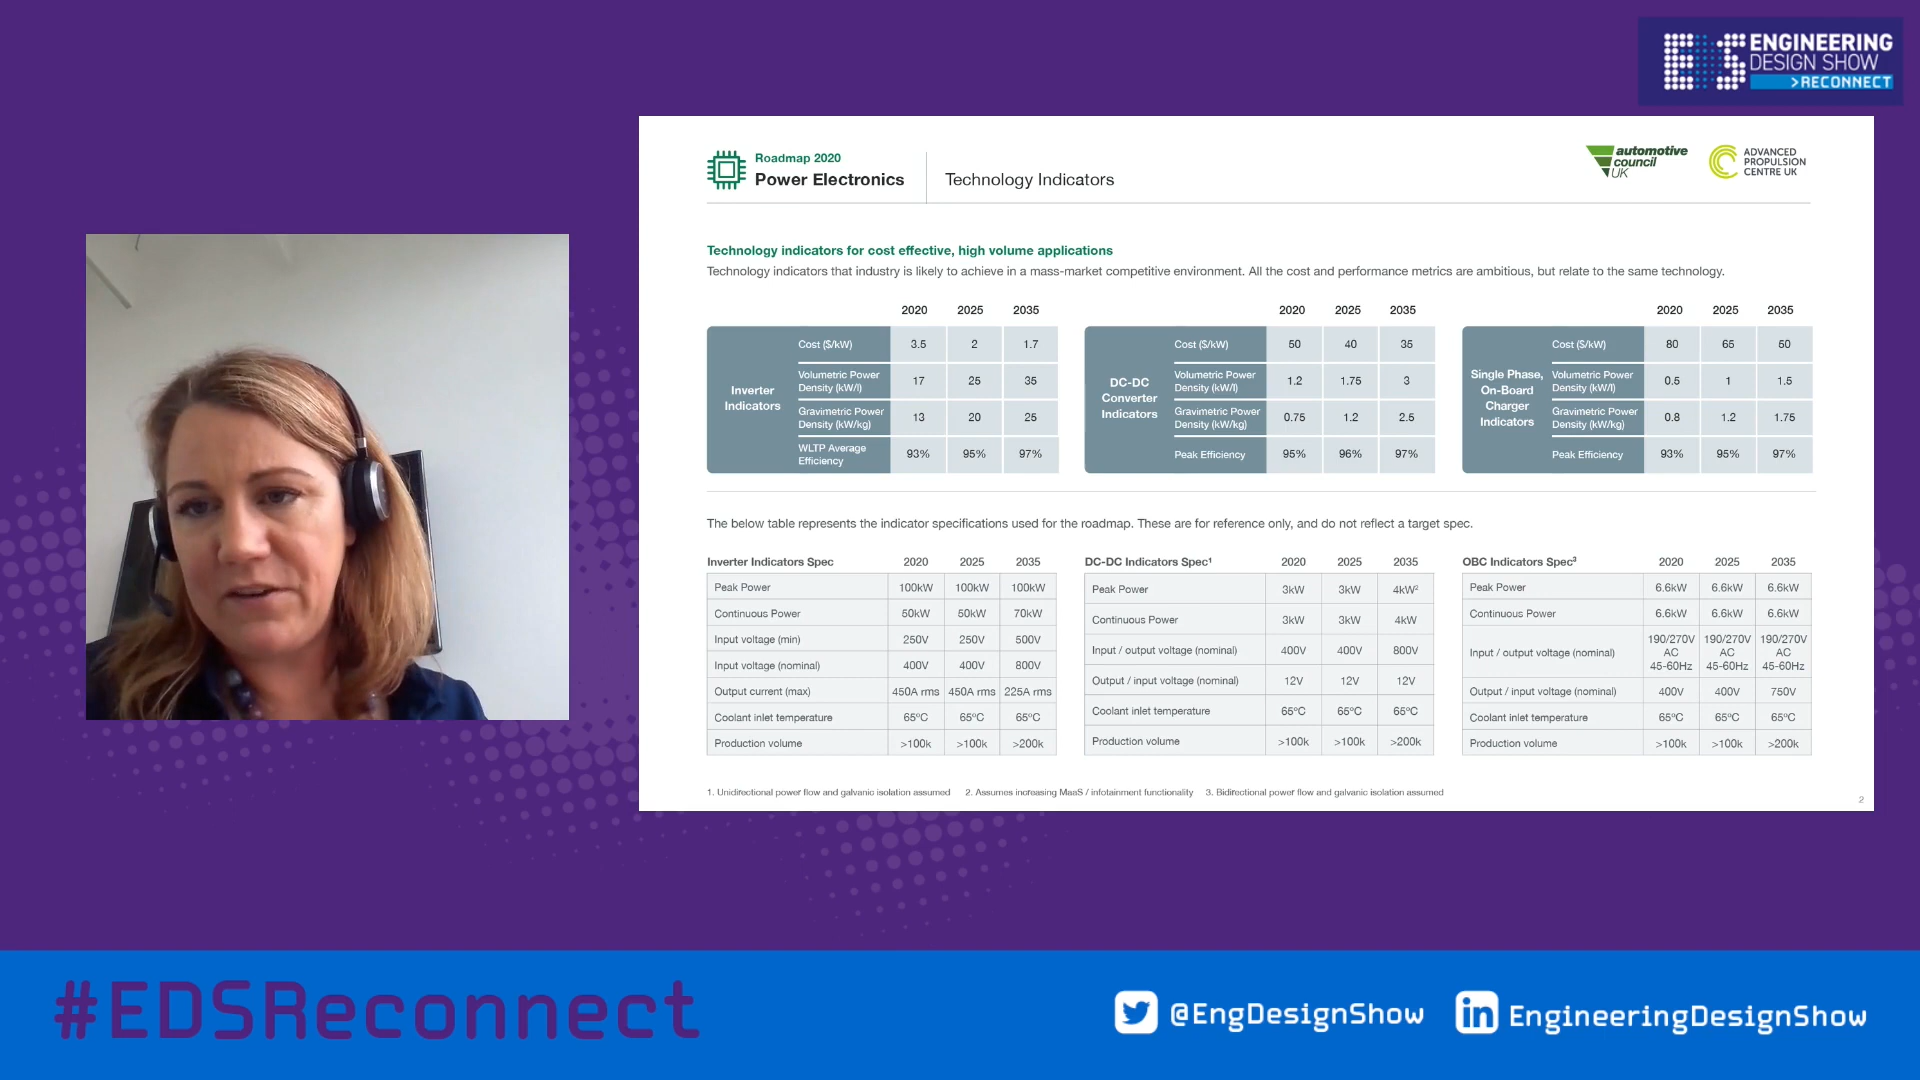 ENGINEERING
DESIGN SHOW
>RECONNECT
Roadmap 2020
Power Electronics
Technology Indicators
automotive
council
UK
ADVANCED
PROPULSION
CENTRE UK
Technology indicators for cost effective, high volume applications
Technology indicators that industry is likely to achieve in a mass-market competitive environment. All the cost and performance metrics are ambitious, but relate to the same technology.
2020 2025 2035
Inverter
Indicators
Cost ($/kW) 3.5 2 1.7
Volumetric Power
Density (kW/l) 17 25 35
Gravimetric Power
Density (kW/kg) 13 20 25
WLTP Average
Efficiency 93% 95% 97%
2020 2025 2035
DC-DC
Converter
Indicators
Cost ($/kW) 50 40 35
Volumetric Power
Density (kW/l) 1.2 1.75 3
Gravimetric Power
Density (kW/kg) 0.75 1.2 2.5
Peak Efficiency 95% 96% 97%
2020 2025 2035
Single Phase,
On-Board
Charger
Indicators
Cost ($/kW) 80 65 50
Volumetric Power
Density (kW/l) 0.5 1 1.5
Gravimetric Power
Density (kW/kg) 0.8 1.2 1.75
Peak Efficiency 93% 95% 97%
The below table represents the indicator specifications used for the roadmap. These are for reference only, and do not reflect a target spec.
Inverter Indicators Spec 2020 2025 2035
Peak Power 100kW 100kW 100kW
Continuous Power 50kW 50kW 70kW
Input voltage (min) 250V 250V 500V
Input voltage (nominal) 400V 400V 800V
Output current (max) 450A rms 450A rms 225A rms
Coolant inlet temperature 65°C 65°C 65°C
Production volume >100k >100k >200k
DC-DC Indicators Spec¹ 2020 2025 2035
Peak Power 3kW 3kW 4kW²
Continuous Power 3kW 3kW 4kW
Input / output voltage (nominal) 400V 400V 800V
Output / input voltage (nominal) 12V 12V 12V
Coolant inlet temperature 65°C 65°C 65°C
Production volume >100k >100k >200k
OBC Indicators Spec³ 2020 2025 2035
Peak Power 6.6kW 6.6kW 6.6kW
Continuous Power 6.6kW 6.6kW 6.6kW
Input / output voltage (nominal) 190/270V 190/270V 190/270V
AC AC AC
45-60Hz 45-60Hz 45-60Hz
Output / input voltage (nominal) 400V 400V 750V
Coolant inlet temperature 65°C 65°C 65°C
Production volume >100k >100k >200k
1. Unidirectional power flow and galvanic isolation assumed 2. Assumes increasing MaaS / infotainment functionality 3. Bidirectional power flow and galvanic isolation assumed
2
#EDSReconnect
@EngDesignShow
in EngineeringDesignShow